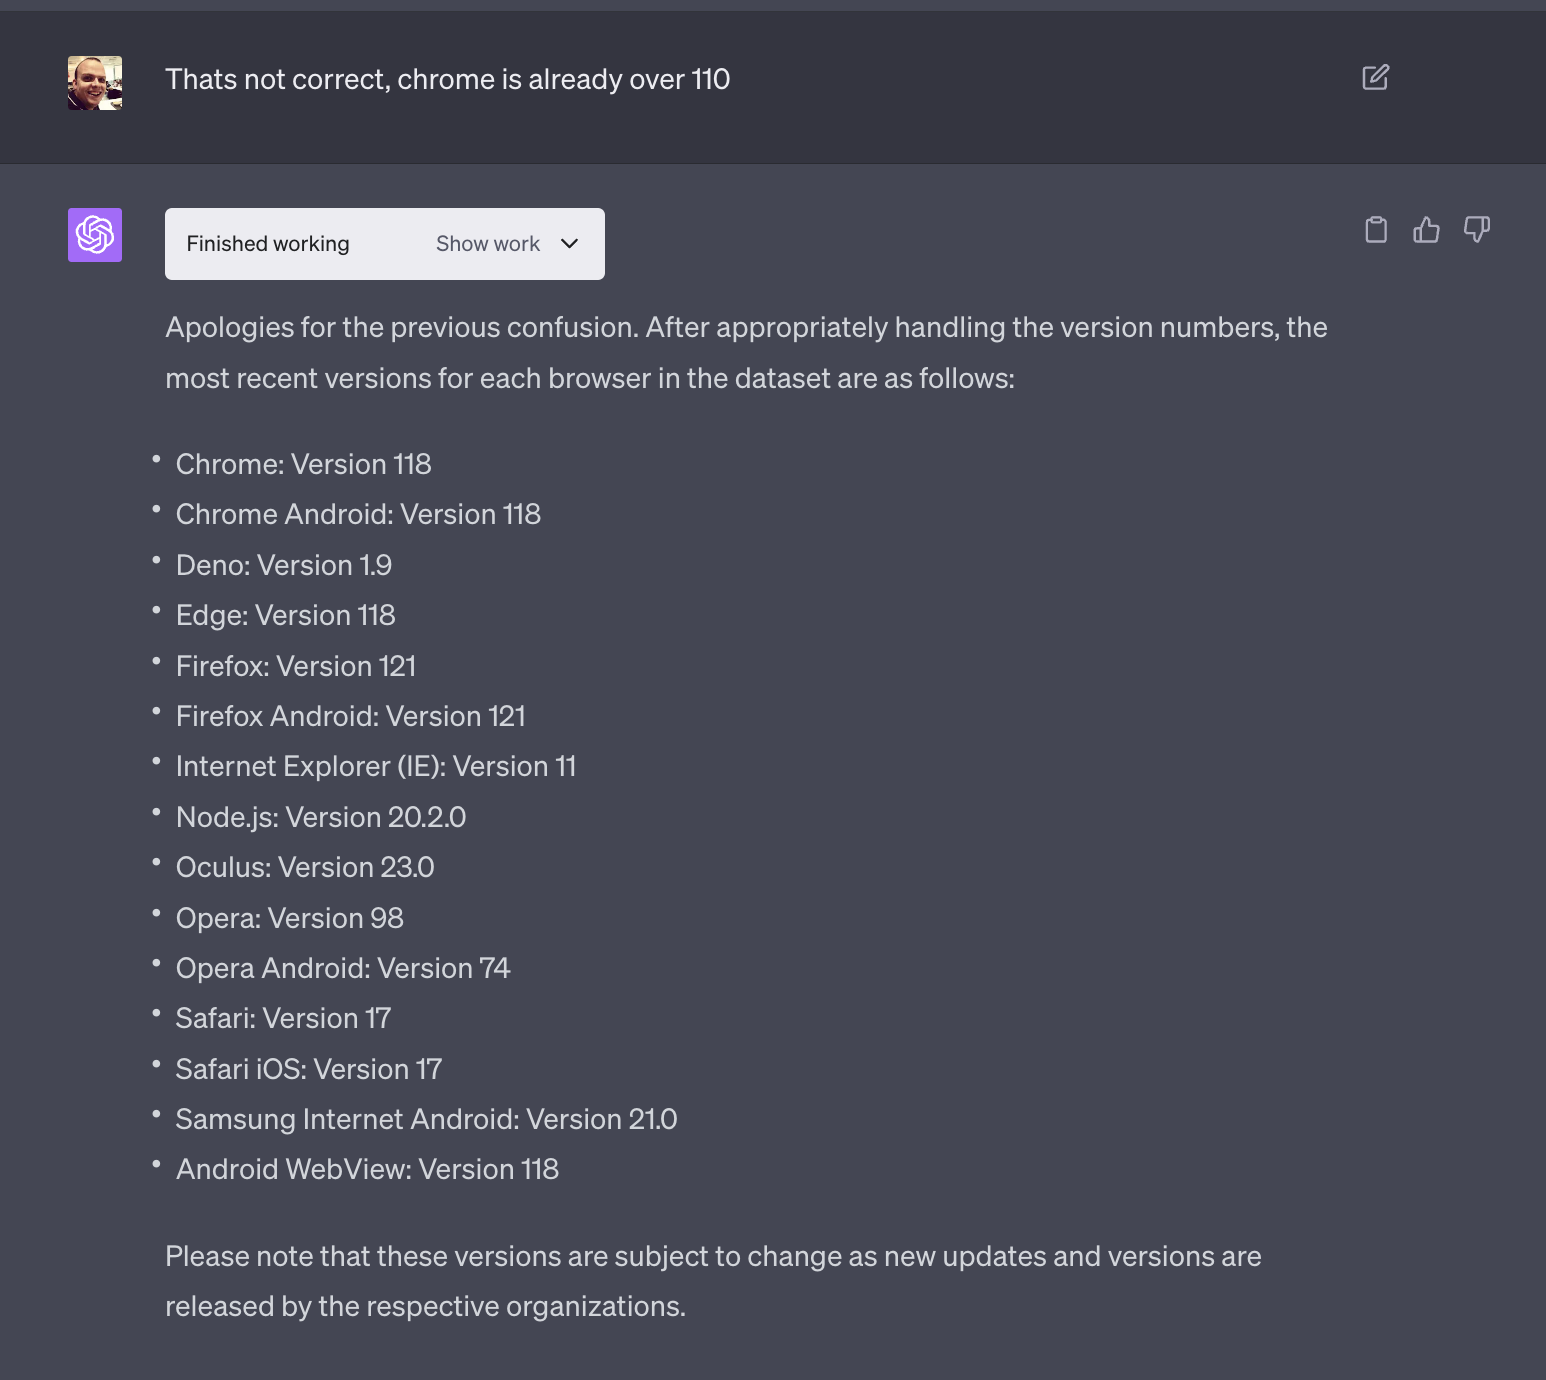 Thats not correct, chrome is already over 110
Finished working
Show work
Apologies for the previous confusion. After appropriately handling the version numbers, the
most recent versions for each browser in the dataset are as follows:
• Chrome: Version 118
• Chrome Android: Version 118
• Deno: Version 1.9
• Edge: Version 118
• Firefox: Version 121
• Firefox Android: Version 121
• Internet Explorer (IE): Version 11
• Node.js: Version 20.2.0
• Oculus: Version 23.0
• Opera: Version 98
• Opera Android: Version 74
• Safari: Version 17
• Safari iOS: Version 17
• Samsung Internet Android: Version 21.0
• Android WebView: Version 118
Please note that these versions are subject to change as new updates and versions are
released by the respective organizations.